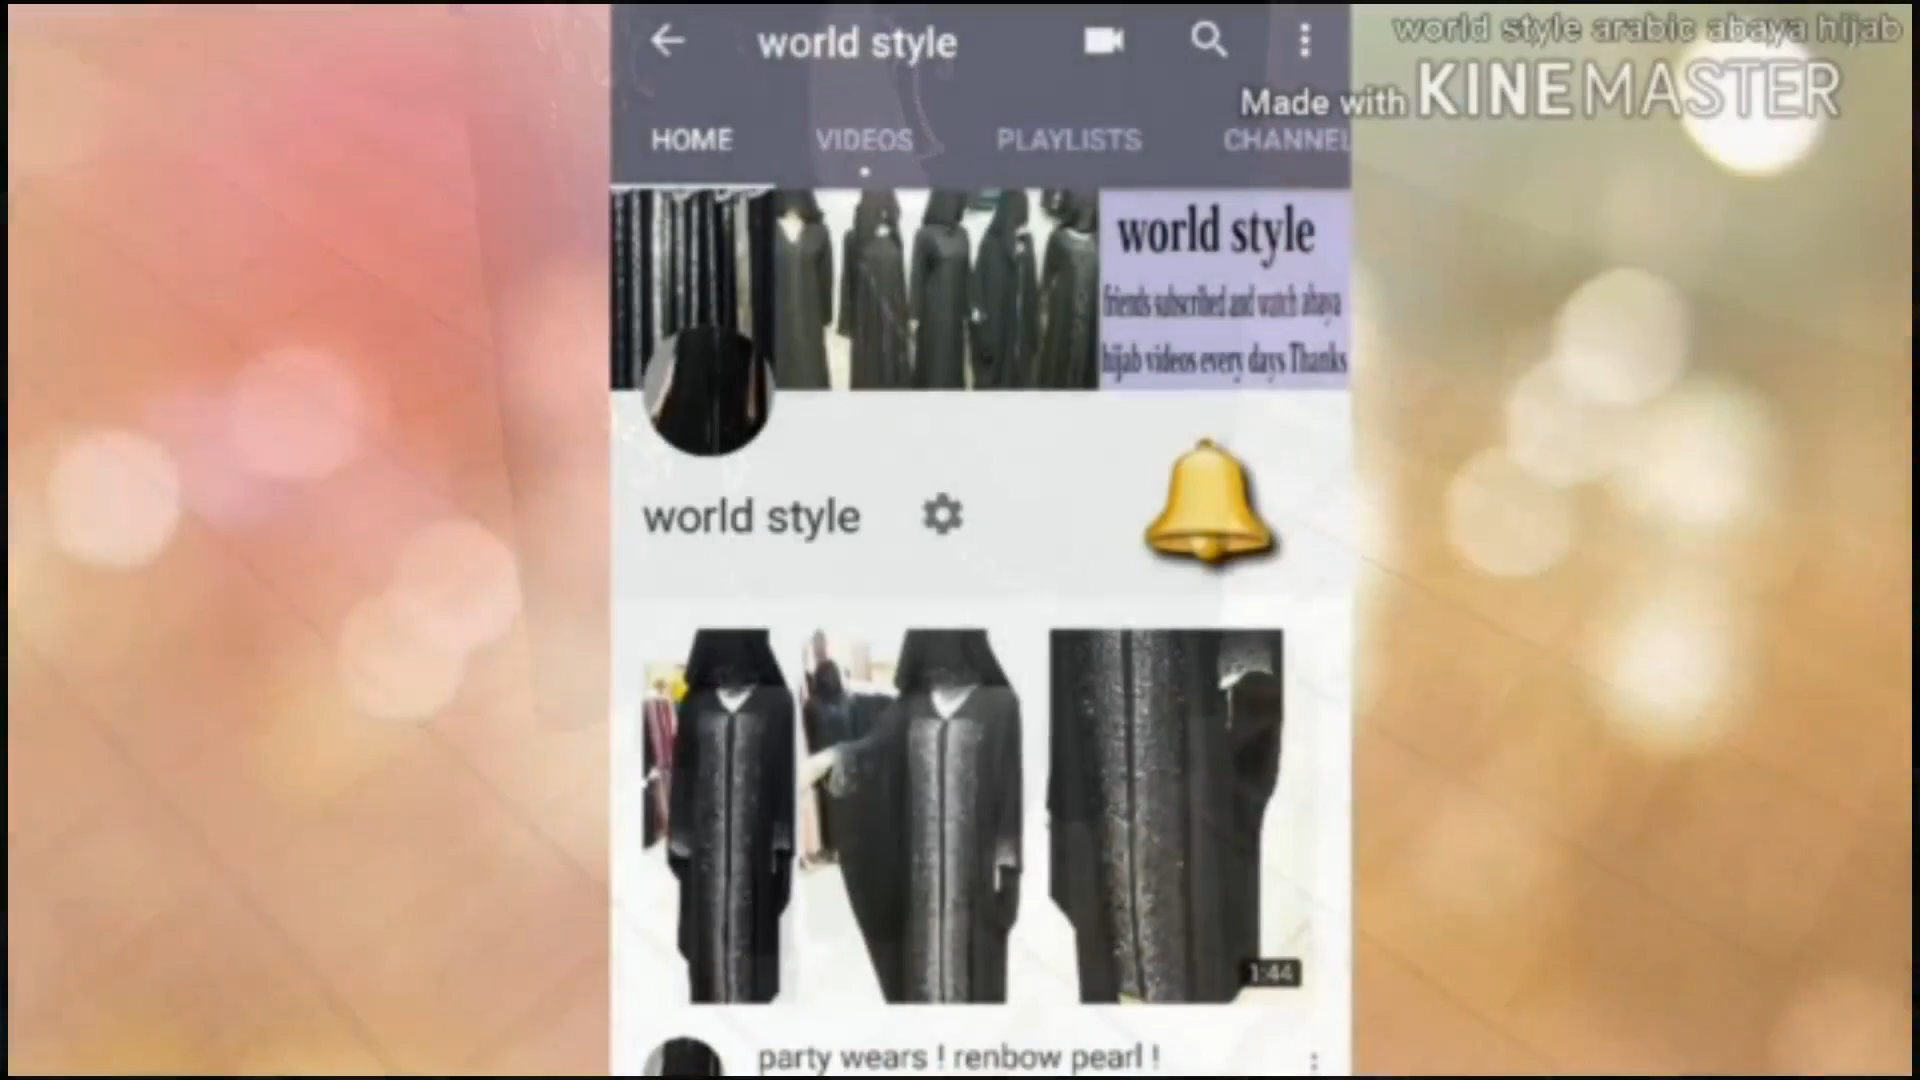 world style
world style arabic abaya hijab
Made with KINEMASTER
HOME VIDEOS PLAYLISTS CHANNEL
world style
friends subscribed and watch abaya
hijab videos every days Thanks
world style
1:44
party wears ! renbow pearl !